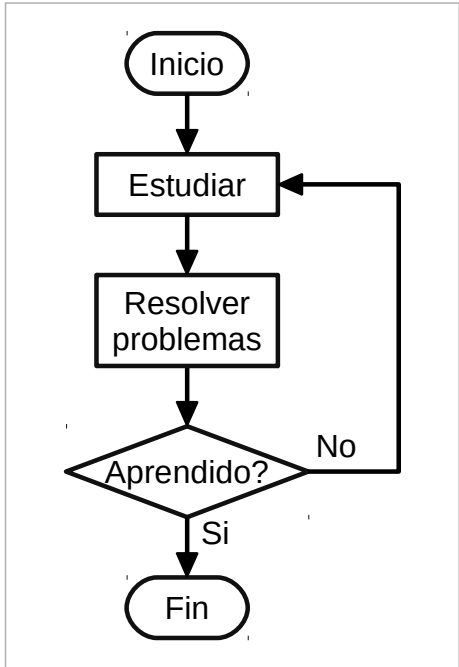 Inicio
Estudiar
Resolver
problemas
Aprendido?
No
Si
Fin